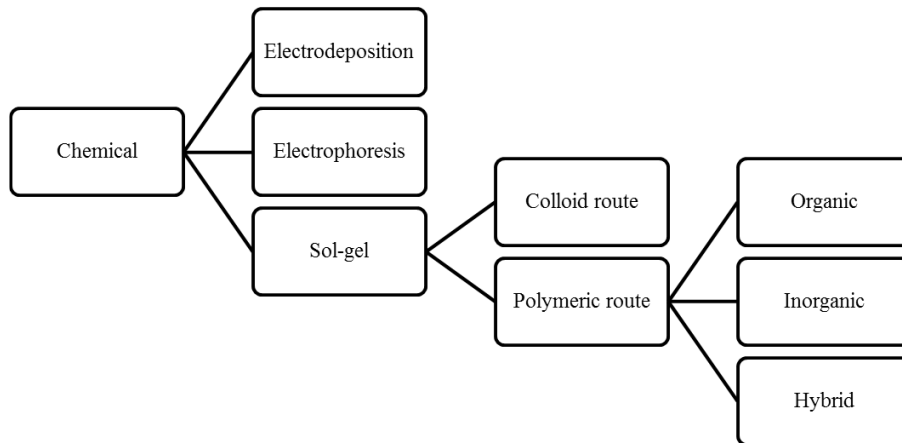 Electrodeposition
Chemical
Electrophoresis
Sol-gel
Colloid route
Polymeric route
Organic
Inorganic
Hybrid